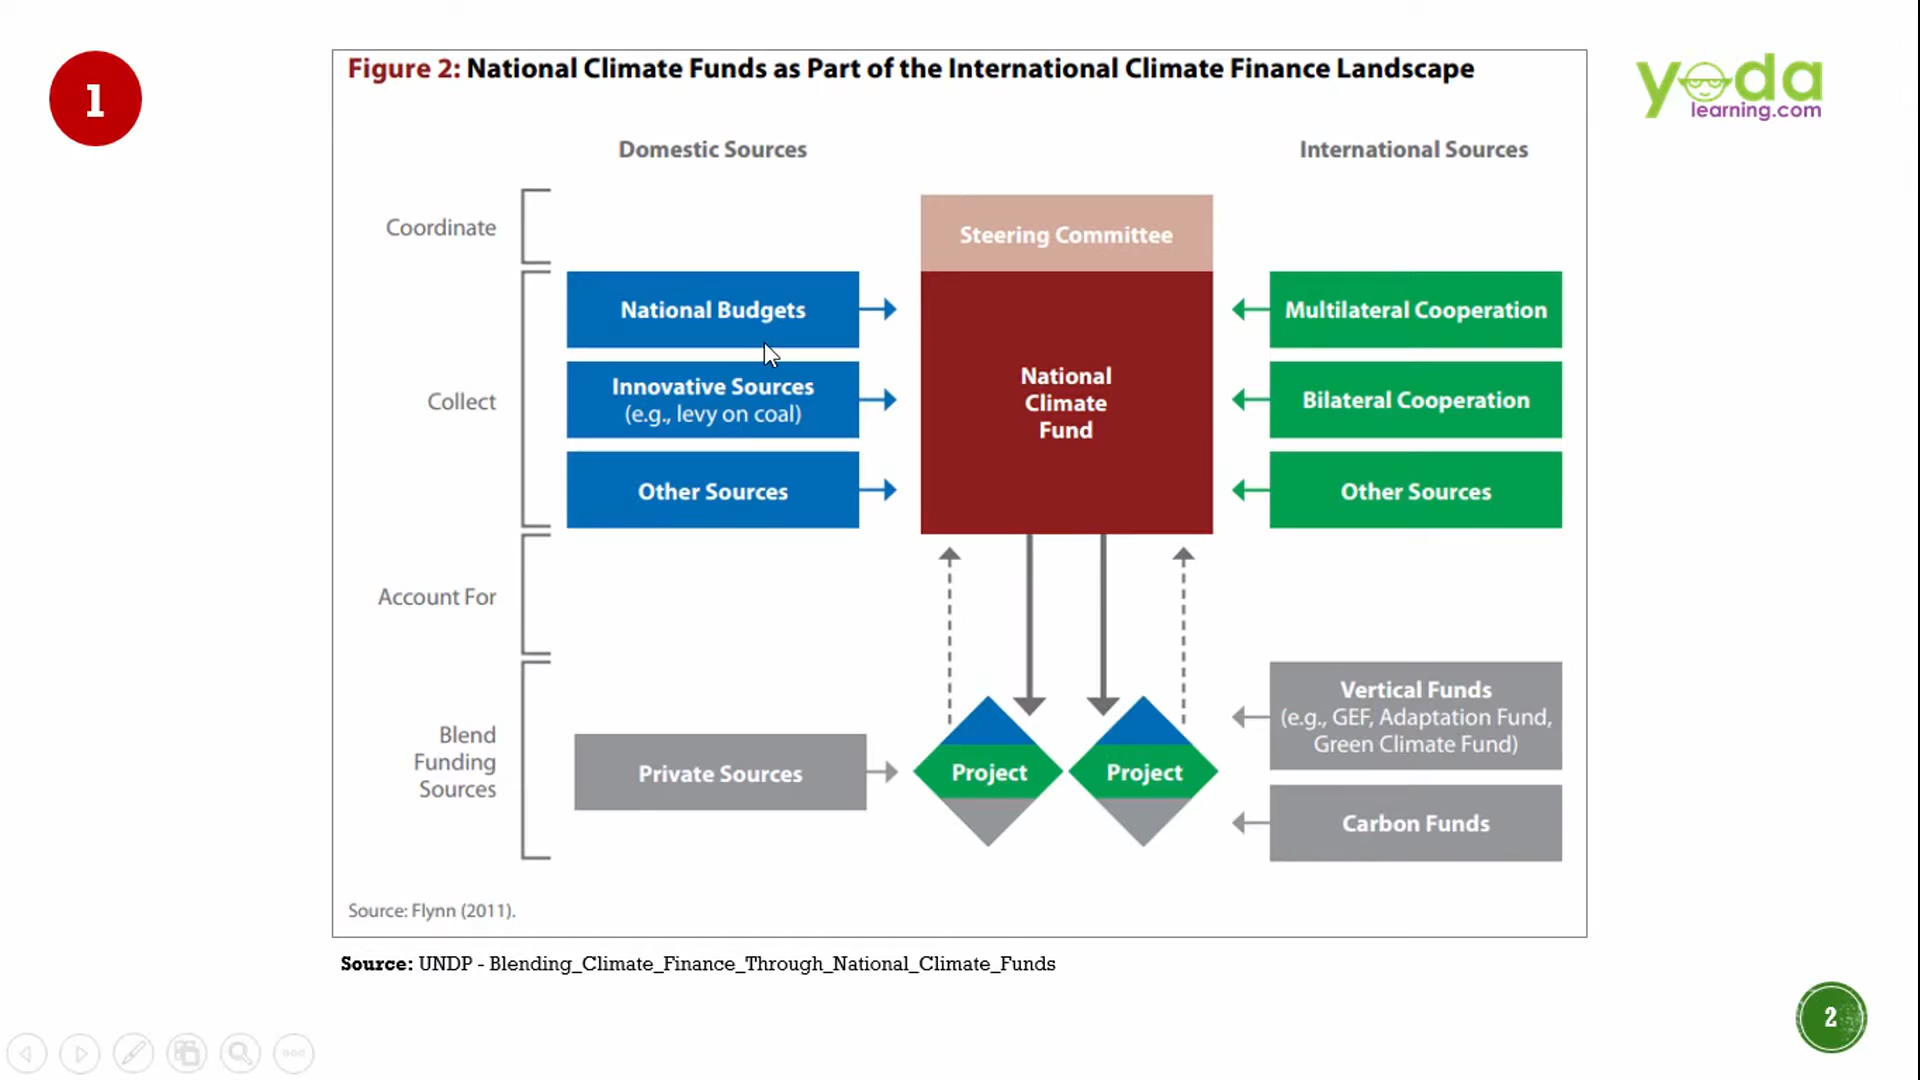 1
Figure 2: National Climate Funds as Part of the International Climate Finance Landscape
yoda
learning.com
Domestic Sources
International Sources
Coordinate
Steering Committee
Collect
National Budgets
Innovative Sources
(e.g., levy on coal)
Other Sources
National
Climate
Fund
Multilateral Cooperation
Bilateral Cooperation
Other Sources
Account For
Blend
Funding
Sources
Private Sources
Project
Project
Vertical Funds
(e.g., GEF, Adaptation Fund,
Green Climate Fund)
Carbon Funds
Source: Flynn (2011).
Source: UNDP - Blending_Climate_Finance_Through_National_Climate_Funds
2